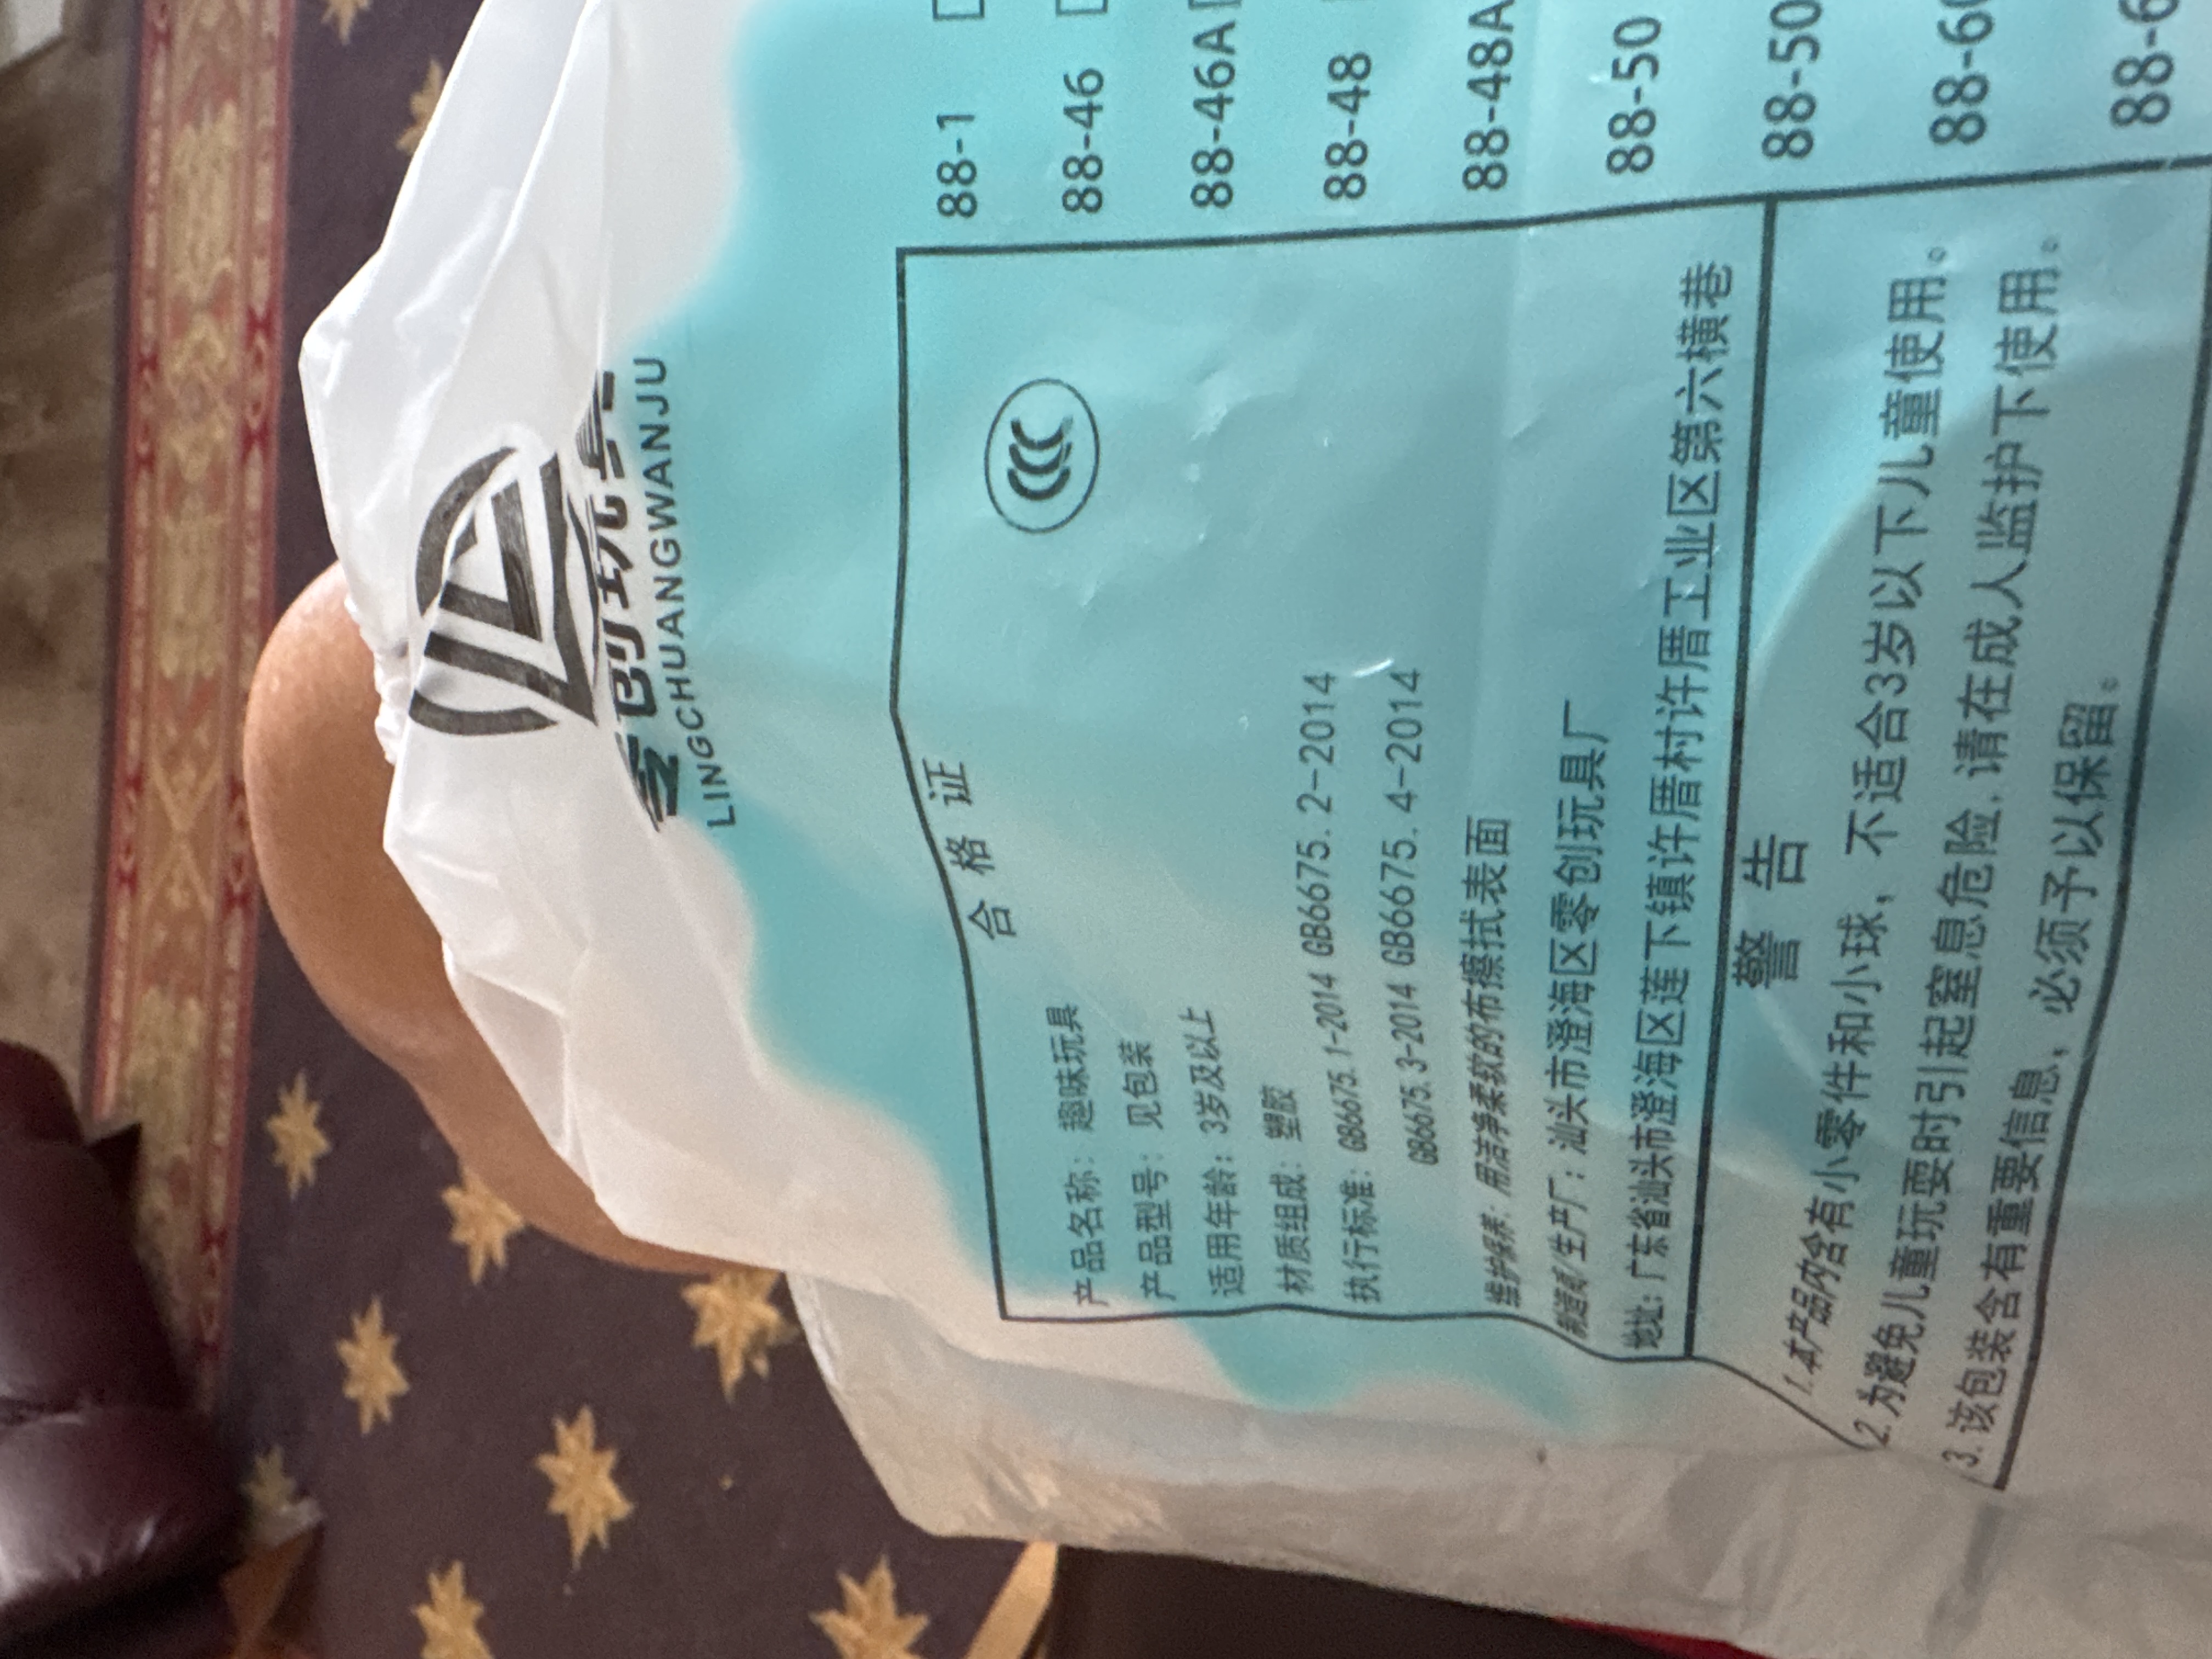 零创玩具
LINGCHUANGWANJU
合格证
产品名称：趣味玩具
产品型号：见包装
适用年龄：3岁及以上
材质组成：塑胶
执行标准：GB6675.1-2014 GB6675.2-2014
GB6675.3-2014 GB6675.4-2014
维护保养：用洁净柔软的布擦拭表面
制造商/生产厂：汕头市澄海区零创玩具厂
地址：广东省汕头市澄海区莲下镇许厝村许厝工业区第六横巷
警告
1.本产品内含有小零件和小球，不适合3岁以下儿童使用。
2.为避免儿童玩耍时引起窒息危险.请在成人监护下使用。
3.该包装含有重要信息，必须予以保留。
88-1
88-46
88-46A
88-48
88-48A
88-50
88-50